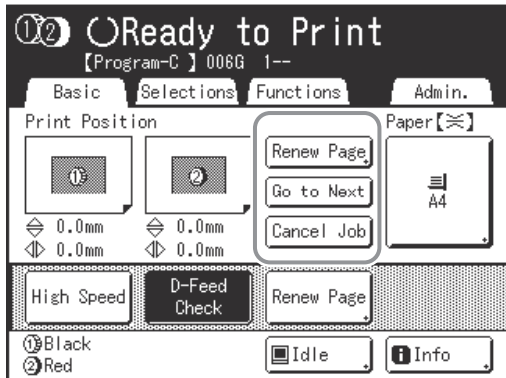 ①② Ready to Print
【Program-C 】006G 1--
Basic Selections Functions Admin.
Print Position
Paper【】
Renew Page
Go to Next
Cancel Job
① ②
A4
0.0mm 0.0mm
0.0mm 0.0mm
High Speed
D-Feed
Check
Renew Page
①Black
②Red
Idle
Info